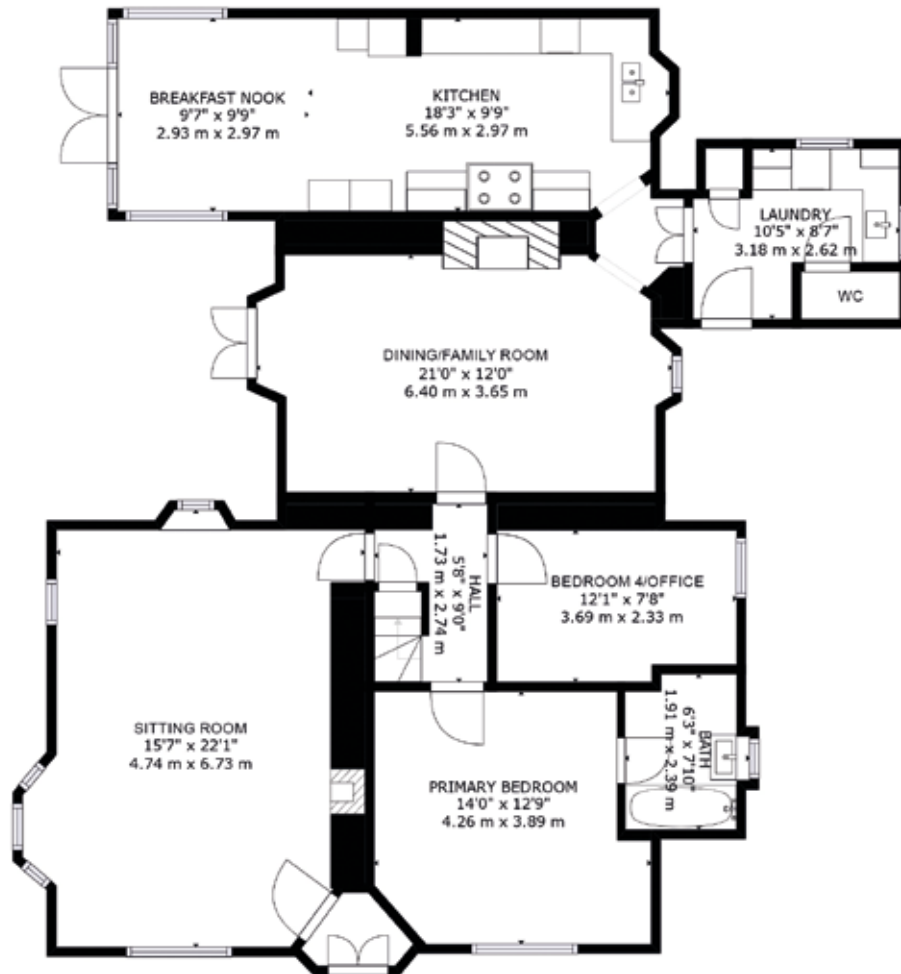 BREAKFAST NOOK
9'7" x 9'9"
2.93 m x 2.97 m
KITCHEN
18'3" x 9'9"
5.56 m x 2.97 m
LAUNDRY
10'5" x 8'7"
3.18 m x 2.62 m
WC
DINING/FAMILY ROOM
21'0" x 12'0"
6.40 m x 3.65 m
HALL
5'8" x 9'0"
1.73 m x 2.74 m
BEDROOM 4/OFFICE
12'1" x 7'8"
3.69 m x 2.33 m
SITTING ROOM
15'7" x 22'1"
4.74 m x 6.73 m
PRIMARY BEDROOM
14'0" x 12'9"
4.26 m x 3.89 m
BATH
6'3" x 7'10"
1.91 m x 2.39 m